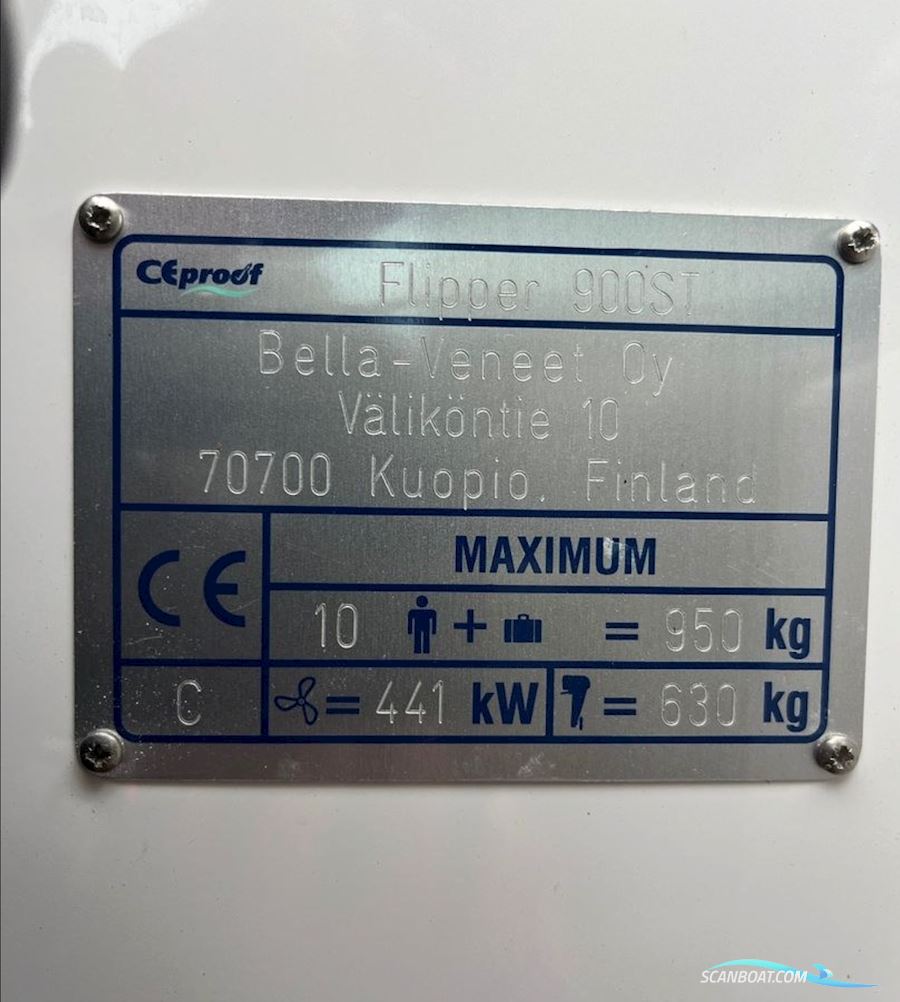 CEproof Flipper 900ST
Bella-Veneet Oy
Väliköntie 10
70700 Kuopio, Finland
CE MAXIMUM
10 + = 950 kg
C = 441 kW = 630 kg
SCANBOAT.COM